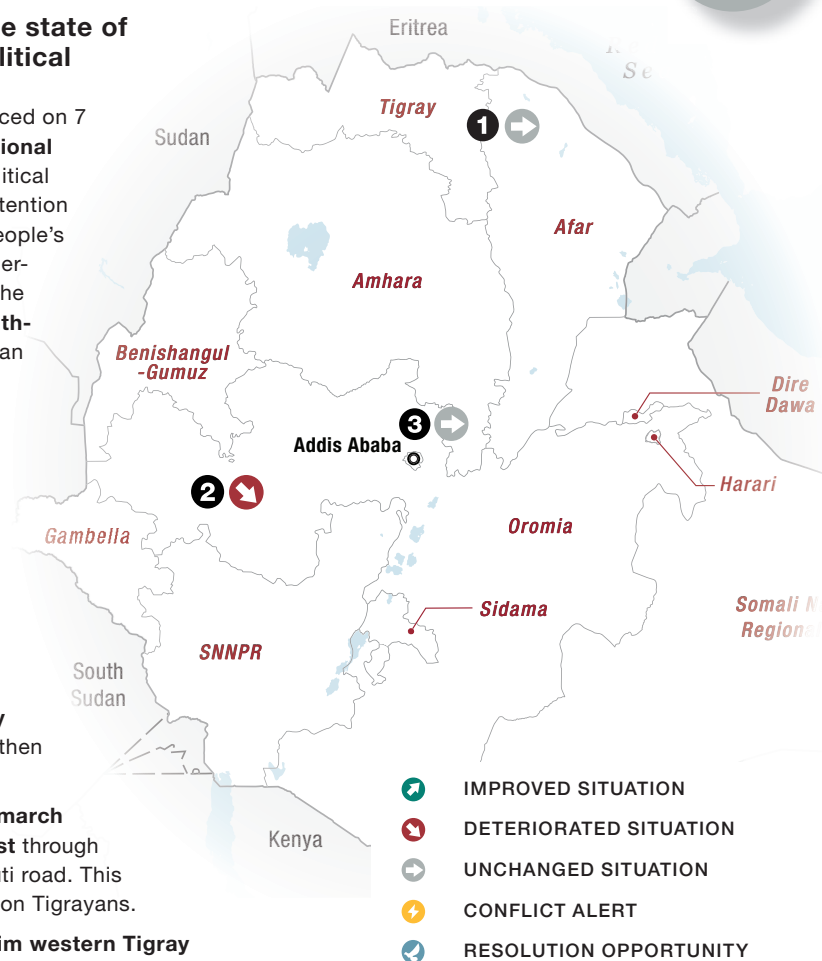 e state of
litical
ced on 7
ional
itical
tention
eople's
er-
he
th-
an
y
then
march
st through
ti road. This
on Tigrayans.
im western Tigray
Eritrea
Se
Sudan
Tigray
1
Afar
Amhara
Benishangul
-Gumuz
Dire
Dawa
3
Addis Ababa
2
Harari
Gambella
Oromia
Sidama
Somali N
Regiona
SNNPR
South
Sudan
Kenya
IMPROVED SITUATION
DETERIORATED SITUATION
UNCHANGED SITUATION
CONFLICT ALERT
RESOLUTION OPPORTUNITY